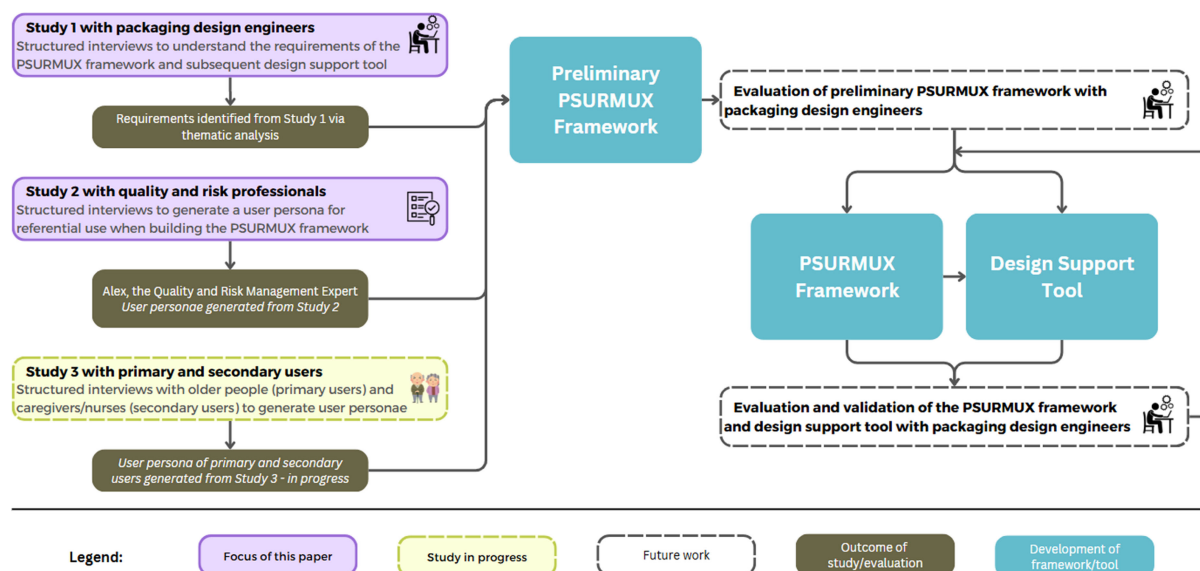 Study 1 with packaging design engineers
Structured interviews to understand the requirements of the
PSURMUX framework and subsequent design support tool
Requirements identified from Study 1 via
thematic analysis
Study 2 with quality and risk professionals
Structured interviews to generate a user persona for
referential use when building the PSURMUX framework
Alex, the Quality and Risk Management Expert
User personae generated from Study 2
Study 3 with primary and secondary users
Structured interviews with older people (primary users) and
caregivers/nurses (secondary users) to generate user personae
User persona of primary and secondary
users generated from Study 3 - in progress
Preliminary
PSURMUX
Framework
Evaluation of preliminary PSURMUX framework with
packaging design engineers
PSURMUX
Framework
Design Support
Tool
Evaluation and validation of the PSURMUX framework
and design support tool with packaging design engineers
Legend:
Focus of this paper
Study in progress
Future work
Outcome of
study/evaluation
Development of
framework/tool